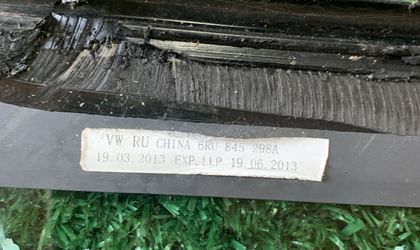 VW RU CHINA 6RU 845 298A
19.03.2013 EXP.LLP 19.06.2013